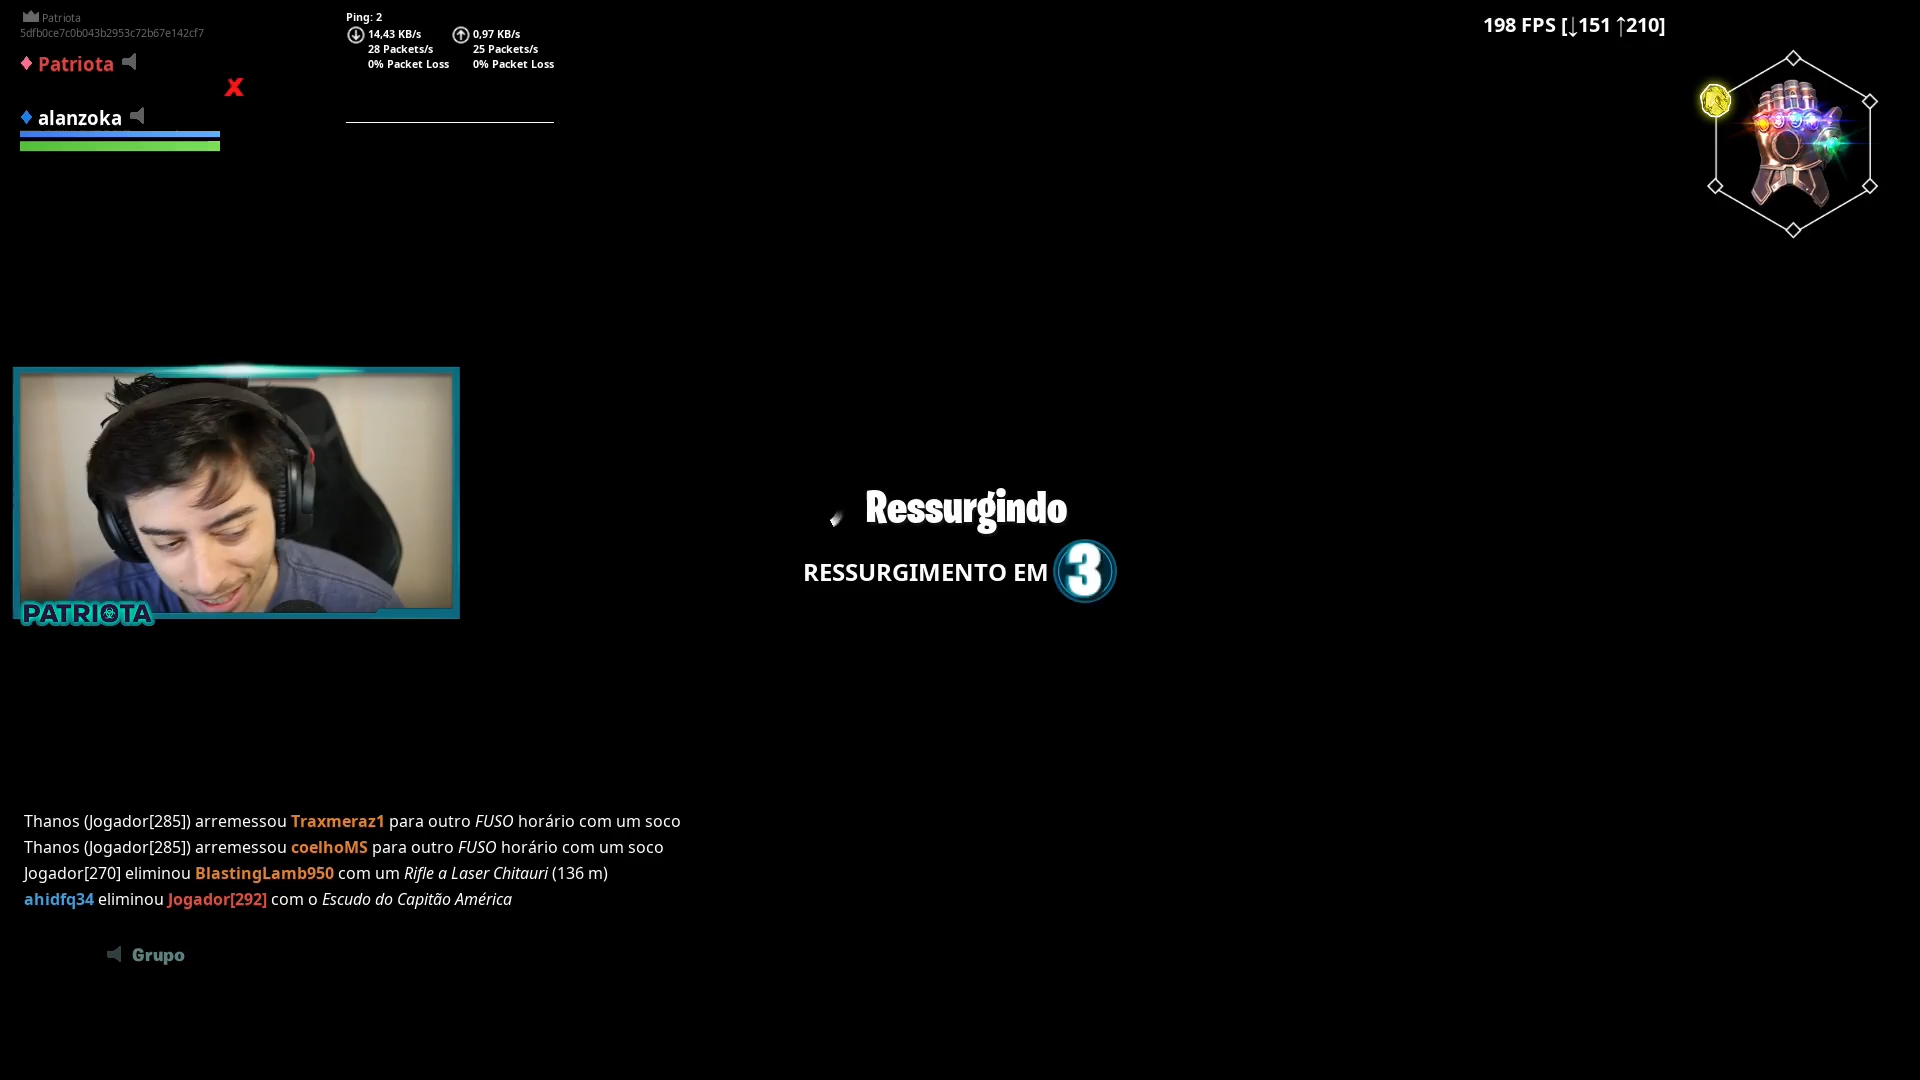 Patriota
5dfb0ce7c0b043b2953c72b67e142cf7
Patriota
X
alanzoka
Ping: 2
14,43 KB/s 0,97 KB/s
28 Packets/s 25 Packets/s
0% Packet Loss 0% Packet Loss
198 FPS [↓151 ↑210]
PATRIOTA
Ressurgindo
RESSURGIMENTO EM 3
Thanos (Jogador[285]) arremessou Traxmeraz1 para outro FUSO horário com um soco
Thanos (Jogador[285]) arremessou coelhoMS para outro FUSO horário com um soco
Jogador[270] eliminou BlastingLamb950 com um Rifle a Laser Chitauri (136 m)
ahidfq34 eliminou Jogador[292] com o Escudo do Capitão América
Grupo